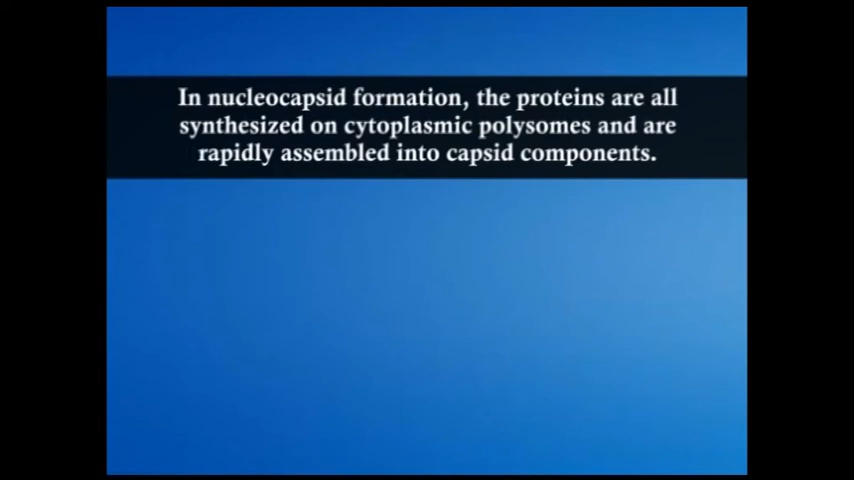 In nucleocapsid formation, the proteins are all
synthesized on cytoplasmic polysomes and are
rapidly assembled into capsid components.